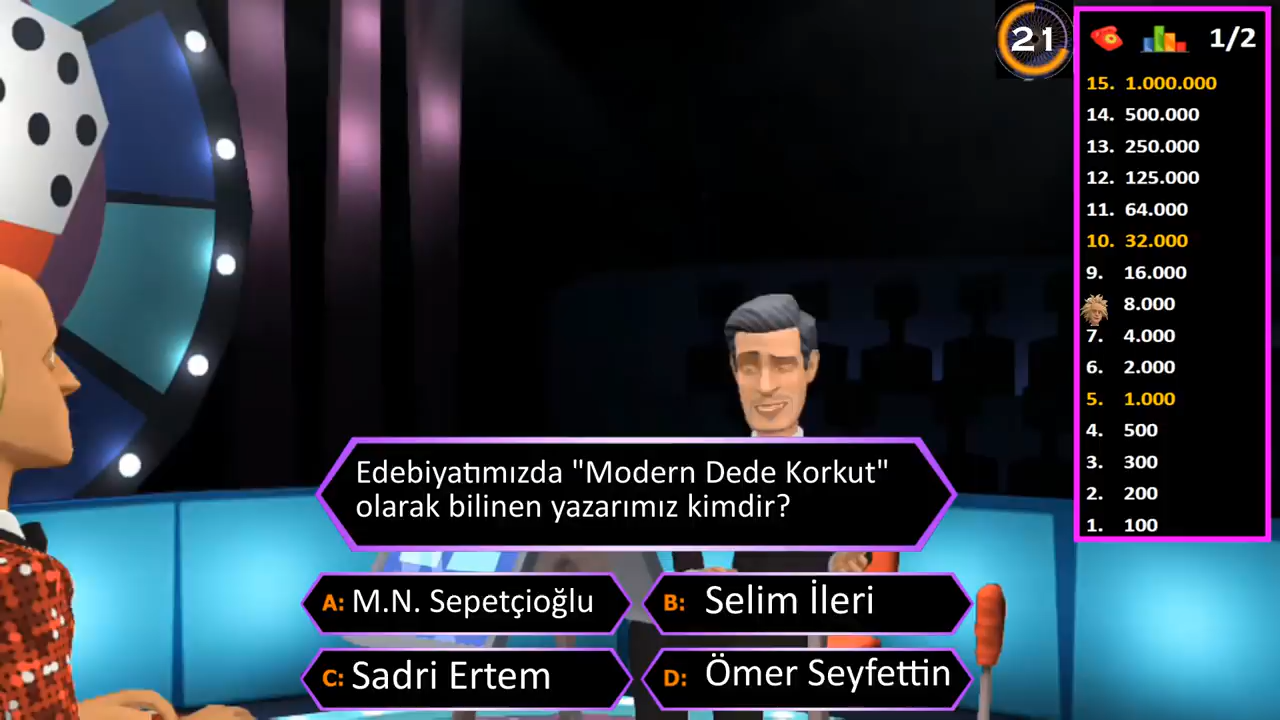 21
1/2
15. 1.000.000
14. 500.000
13. 250.000
12. 125.000
11. 64.000
10. 32.000
9. 16.000
8.000
7. 4.000
6. 2.000
5. 1.000
4. 500
3. 300
2. 200
1. 100
Edebiyatımızda "Modern Dede Korkut"
olarak bilinen yazarımız kimdir?
A: M.N. Sepetçioğlu
B: Selim İleri
C: Sadri Ertem
D: Ömer Seyfettin